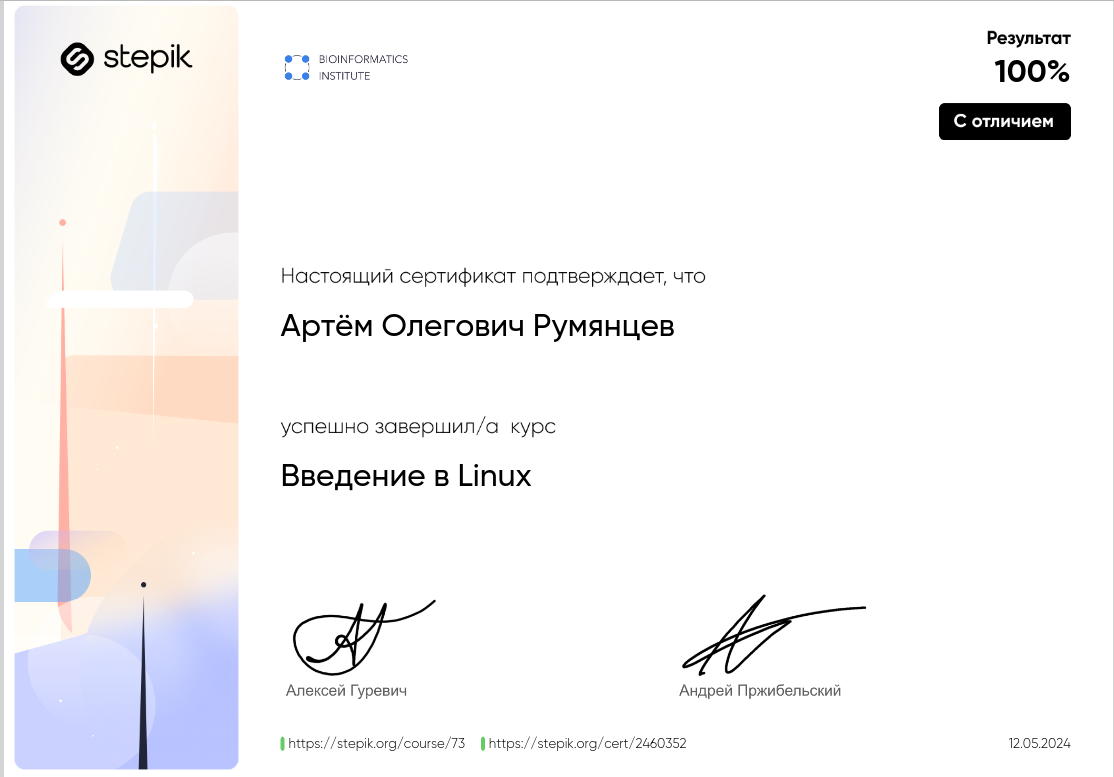 stepik
BIOINFORMATICS
INSTITUTE
Результат
100%
С отличием
Настоящий сертификат подтверждает, что
Артём Олегович Румянцев
успешно завершил/а курс
Введение в Linux
Алексей Гуревич
Андрей Пржибельский
https://stepik.org/course/73
https://stepik.org/cert/2460352
12.05.2024